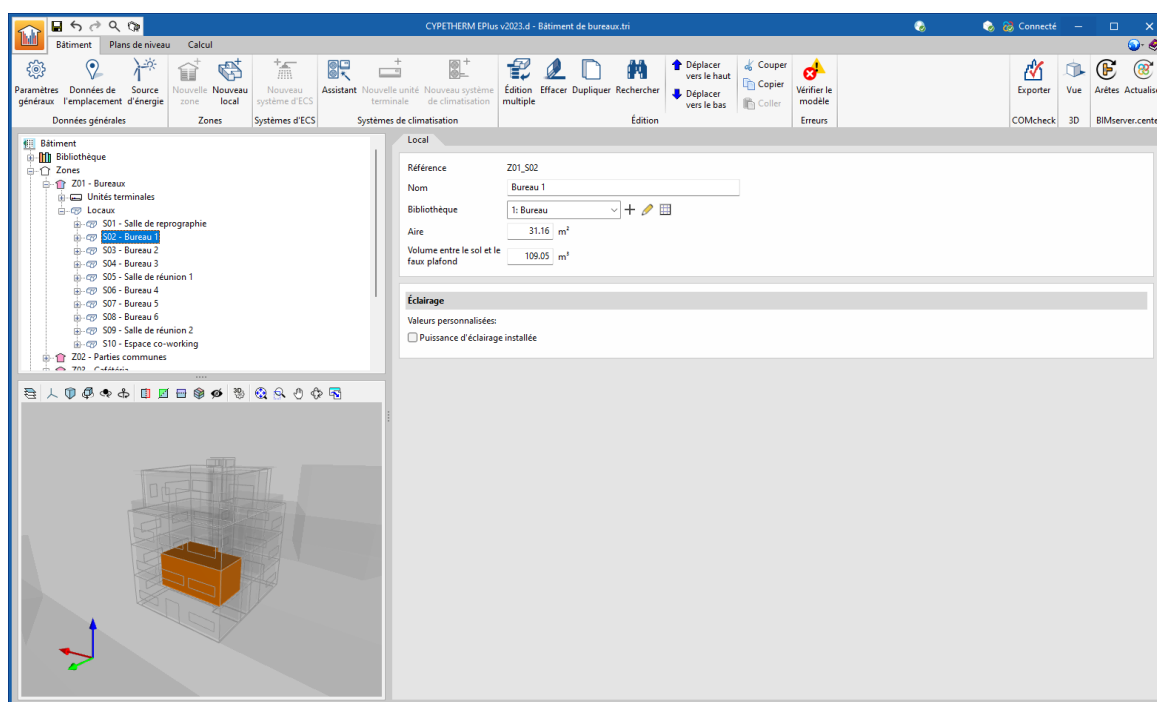 CYPETHERM EPlus v2023.d - Bâtiment de bureaux.tri
Connecté
Bâtiment Plans de niveau Calcul
Paramètres généraux
Données de l'emplacement
Source d'énergie
Données générales
Nouvelle zone
Nouveau local
Zones
Nouveau système d'ECS
Systèmes d'ECS
Assistant
Nouvelle unité terminale
Nouveau système de climatisation
Systèmes de climatisation
Édition multiple
Effacer
Dupliquer
Rechercher
Déplacer vers le haut
Déplacer vers le bas
Couper
Copier
Coller
Édition
Vérifier le modèle
Erreurs
Exporter
COMcheck
Vue
3D
Arêtes
Actualise
BIMserver.cente
Bâtiment
Bibliothèque
Zones
Z01 - Bureaux
Unités terminales
Locaux
S01 - Salle de reprographie
S02 - Bureau 1
S03 - Bureau 2
S04 - Bureau 3
S05 - Salle de réunion 1
S06 - Bureau 4
S07 - Bureau 5
S08 - Bureau 6
S09 - Salle de réunion 2
S10 - Espace co-working
Z02 - Parties communes
Z03 - Cafétéria
Local
Référence Z01_S02
Nom Bureau 1
Bibliothèque 1: Bureau
Aire 31.16 m²
Volume entre le sol et le
faux plafond 109.05 m³
Éclairage
Valeurs personnalisées:
Puissance d'éclairage installée